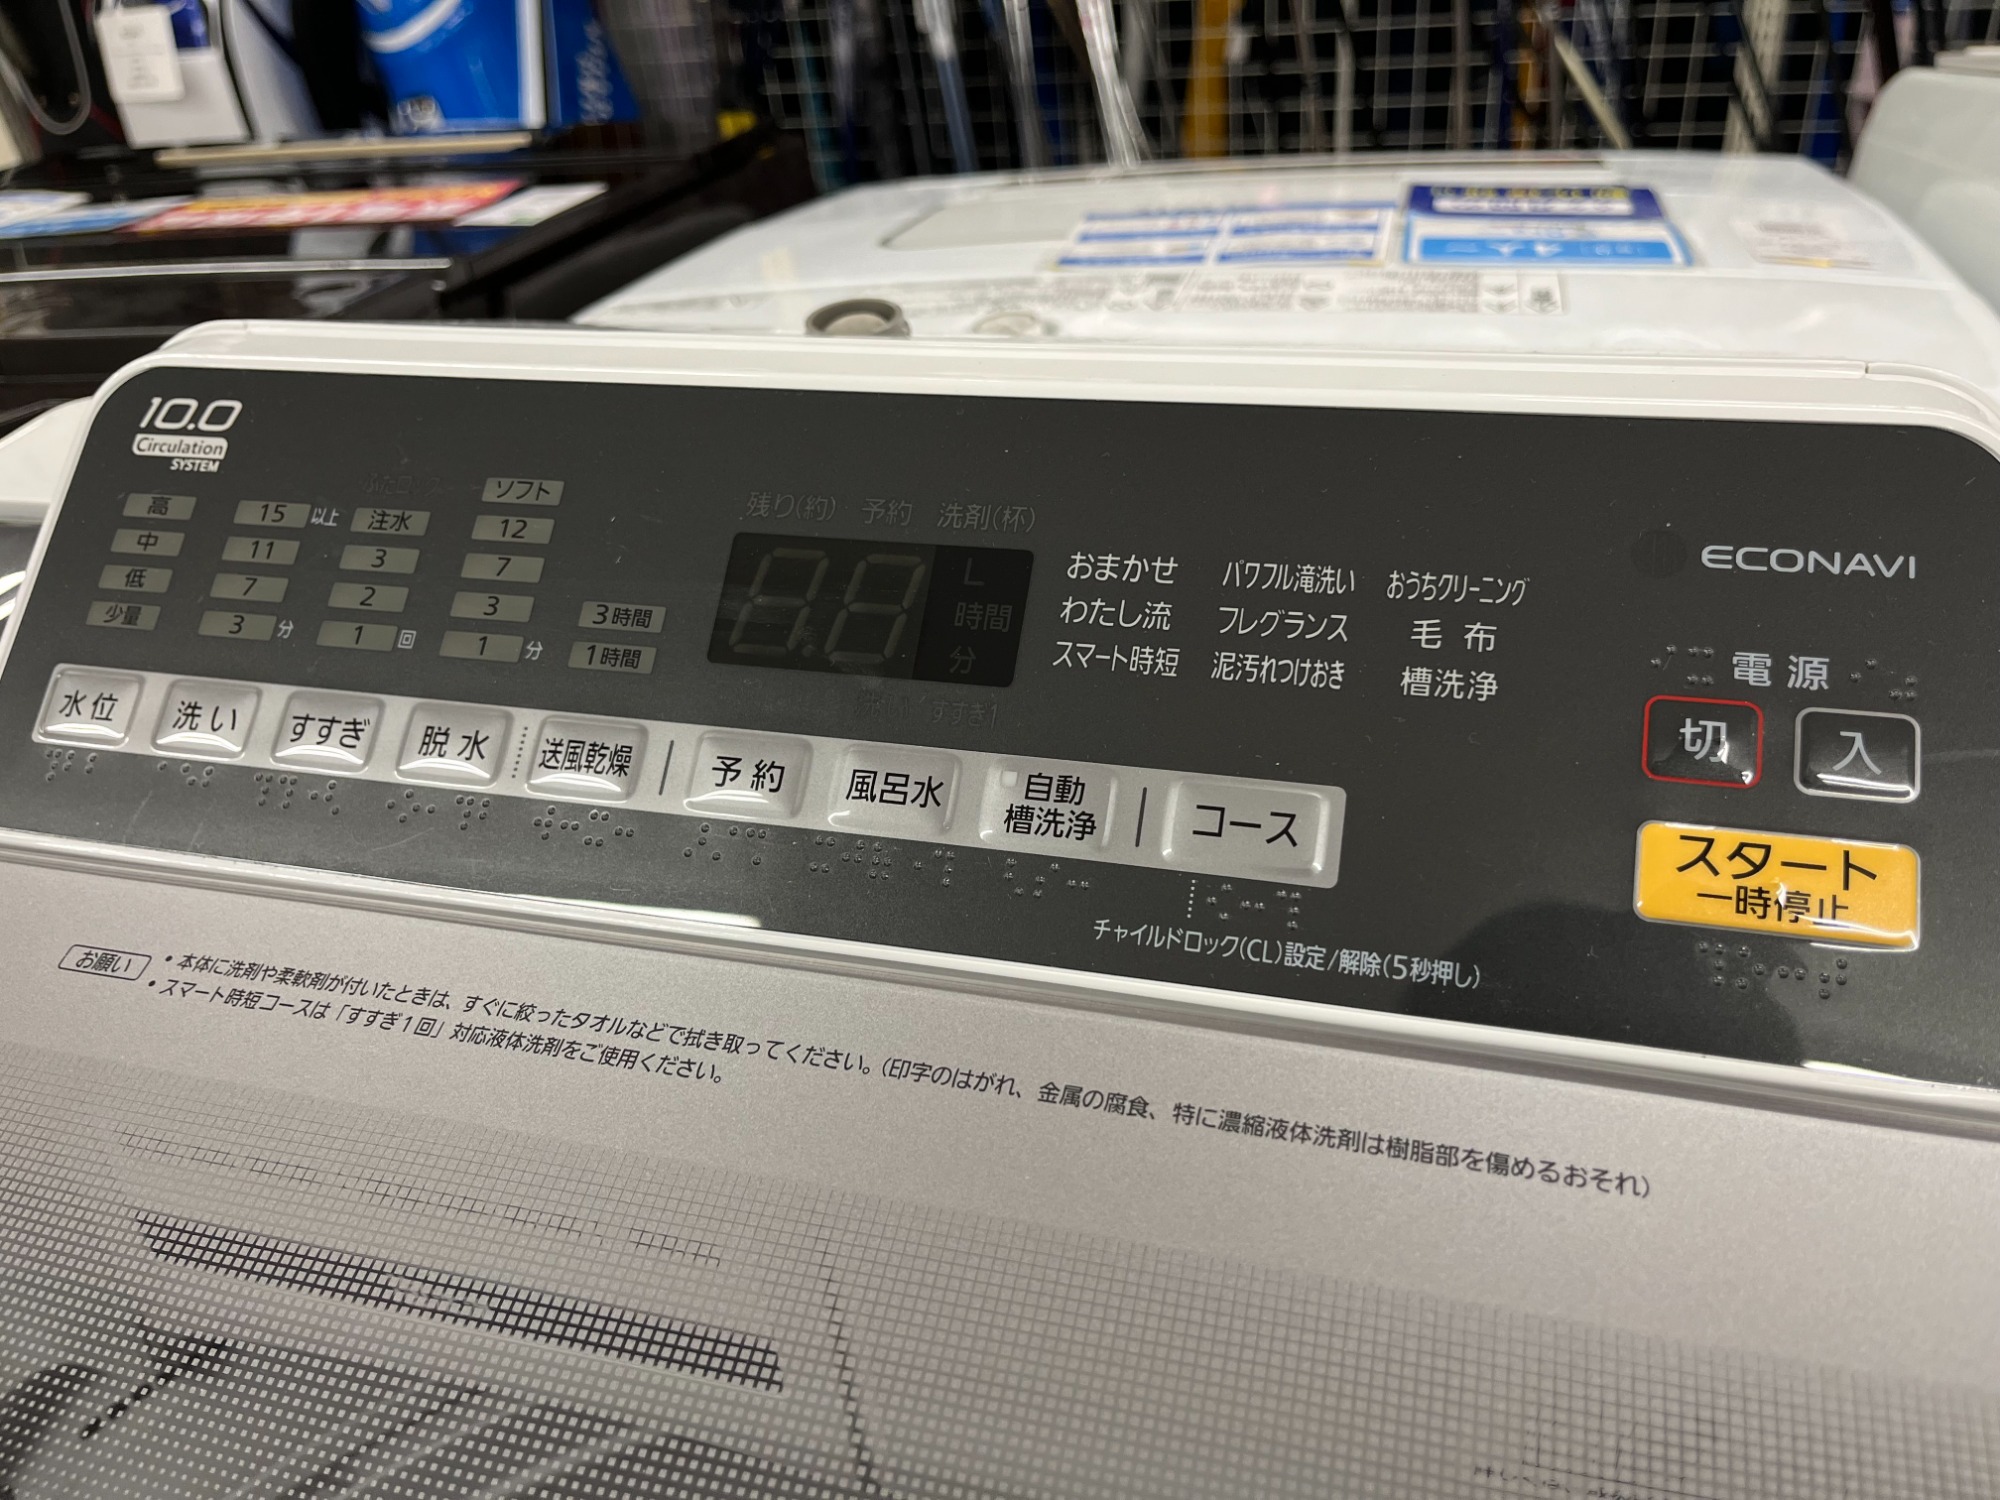 10.0
Circulation
SYSTEM
ふたロック
ソフト
高 15以上 注水 12
中 11 3 7
低 7 2 3 3時間
少量 3分 1回 1分 1時間
残り(約) 予約 洗剤(杯)
8.8 L
時間
分
すすぎ1
おまかせ パワフル滝洗い おうちクリーニング
わたし流 フレグランス 毛布
スマート時短 泥汚れつけおき 槽洗浄
ECONAVI
電源
切 入
スタート
一時停止
水位 洗い すすぎ 脱水 送風乾燥 予約 風呂水 自動槽洗浄 コース
チャイルドロック(CL)設定/解除(5秒押し)
お願い ・本体に洗剤や柔軟剤が付いたときは、すぐに絞ったタオルなどで拭き取ってください。(印字のはがれ、金属の腐食、特に濃縮液体洗剤は樹脂部を傷めるおそれ)
・スマート時短コースは「すすぎ1回」対応液体洗剤をご使用ください。